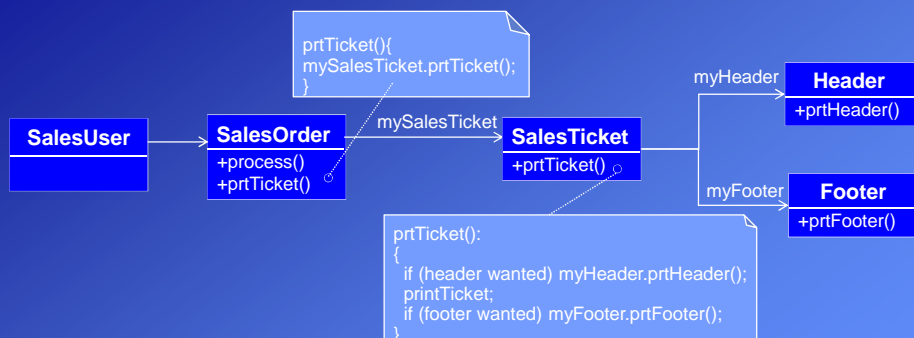 prtTicket(){
mySalesTicket.prtTicket();
}
SalesUser
SalesOrder
+process()
+prtTicket()
mySalesTicket
SalesTicket
+prtTicket()
myHeader
Header
+prtHeader()
myFooter
Footer
+prtFooter()
prtTicket():
{
if (header wanted) myHeader.prtHeader();
printTicket;
if (footer wanted) myFooter.prtFooter();
}